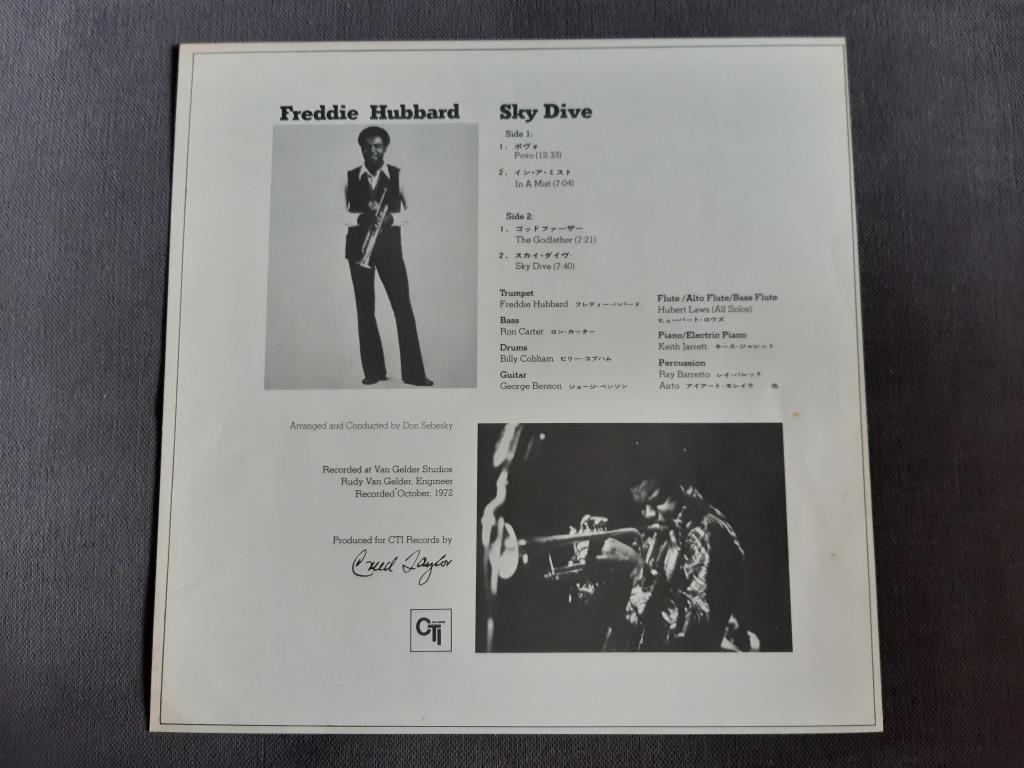 Freddie Hubbard
Sky Dive
Side 1:
1. ポヴォ
Povo (12:33)
2. イン・ア・ミスト
In A Mist (7:04)
Side 2:
1. ゴッドファーザー
The Godfather (7:21)
2. スカイ・ダイヴ
Sky Dive (7:40)
Trumpet
Freddie Hubbard フレディー・ハバード
Bass
Ron Carter ロン・カーター
Drums
Billy Cobham ビリー・コブハム
Guitar
George Benson ジョージ・ベンソン
Flute /Alto Flute/Bass Flute
Hubert Laws (All Solos)
ヒューバート・ロウズ
Piano/Electric Piano
Keith Jarrett キース・ジャレット
Percussion
Ray Barretto レイ・バレット
Airto アイアート・モレイラ 他
Arranged and Conducted by Don Sebesky
Recorded at Van Gelder Studios
Rudy Van Gelder, Engineer
Recorded October, 1972
Produced for CTI Records by
Creed Taylor
CTI